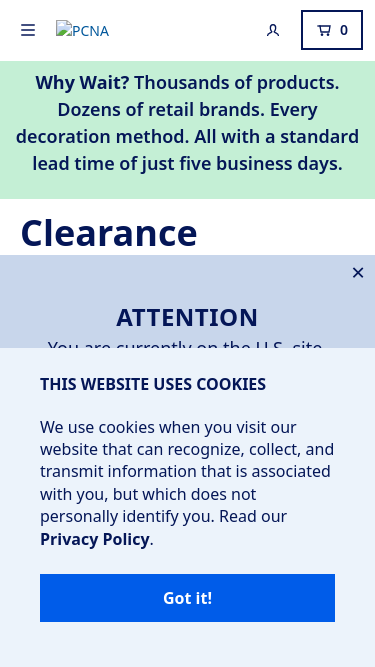 PCNA
0
Why Wait? Thousands of products.
Dozens of retail brands. Every
decoration method. All with a standard
lead time of just five business days.
Clearance
ATTENTION
You are currently on the U.S. site.
THIS WEBSITE USES COOKIES
We use cookies when you visit our
website that can recognize, collect, and
transmit information that is associated
with you, but which does not
personally identify you. Read our
Privacy Policy.
Got it!